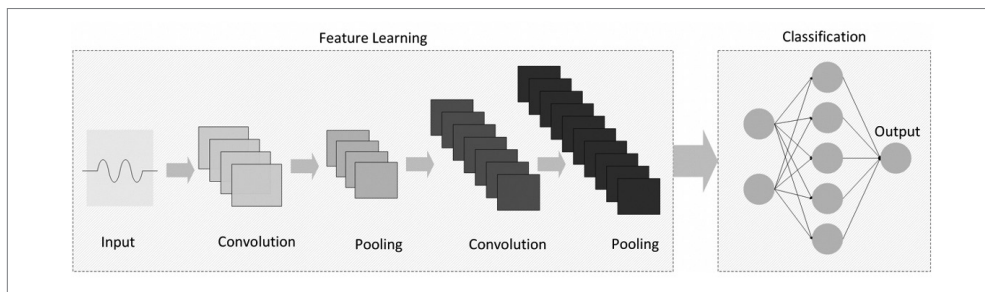 Feature Learning
Classification
Output
Input
Convolution
Pooling
Convolution
Pooling